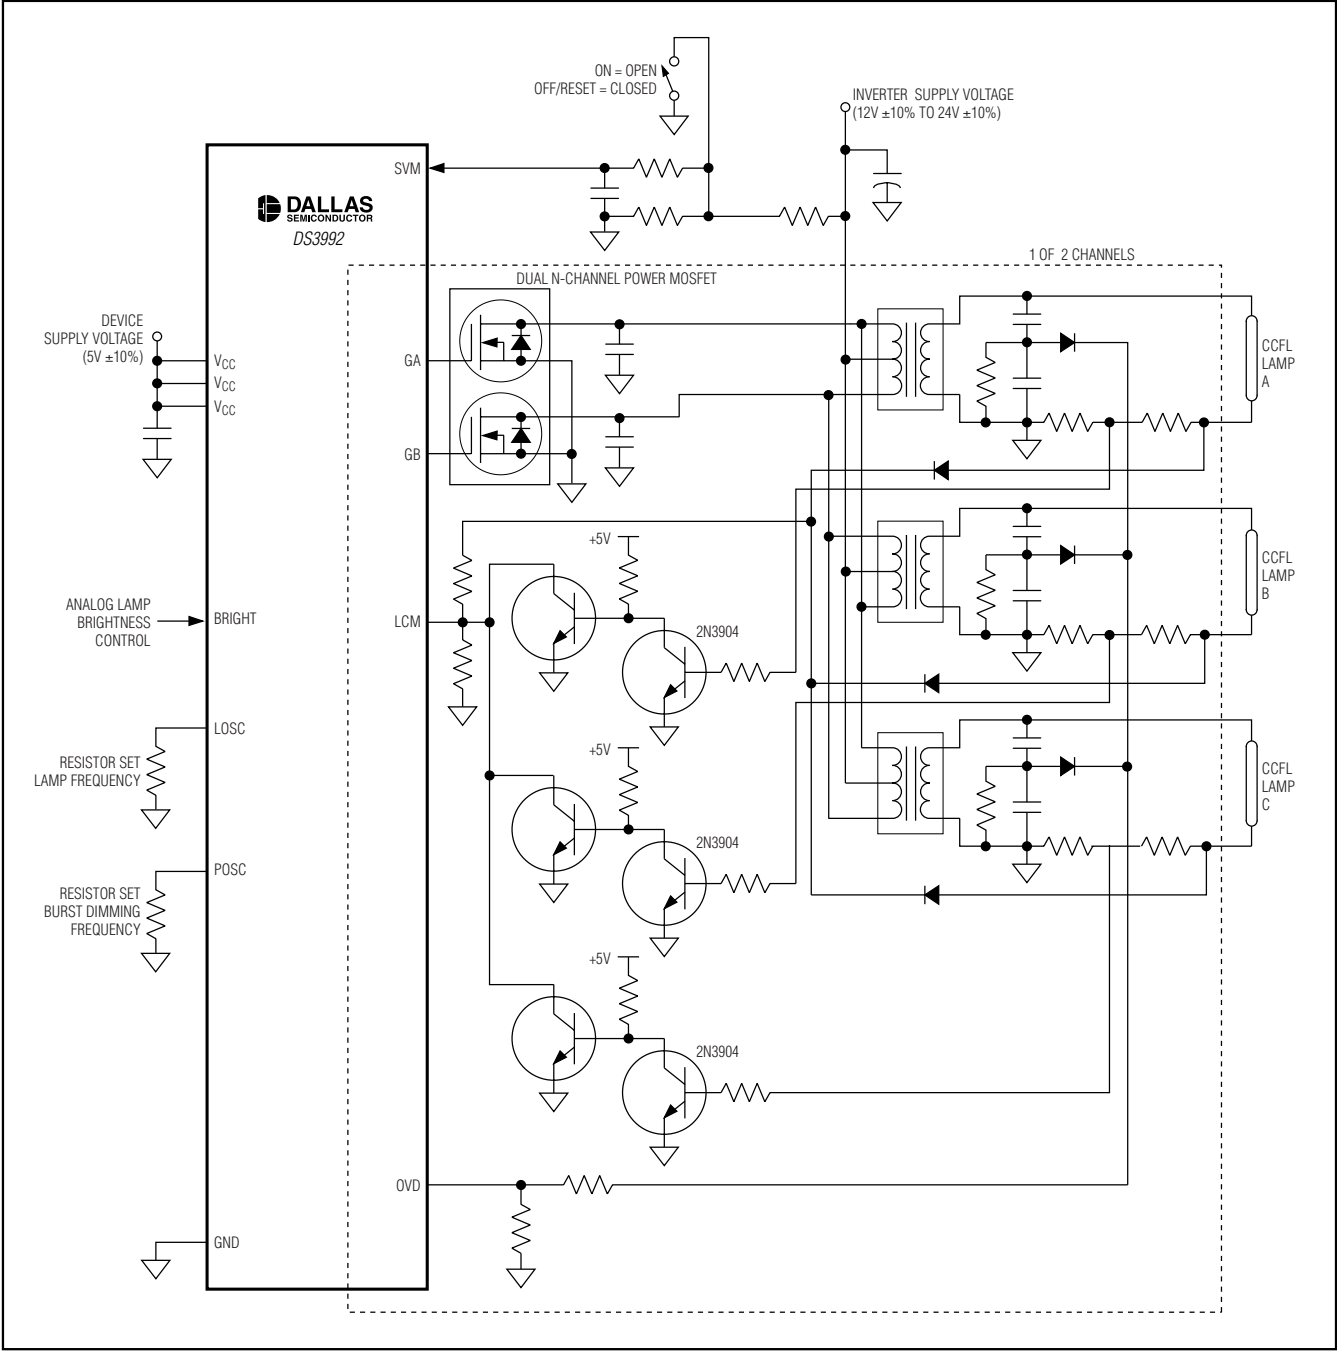 ON = OPEN
OFF/RESET = CLOSED
INVERTER SUPPLY VOLTAGE
(12V ±10% TO 24V ±10%)
SVM
DALLAS
SEMICONDUCTOR
DS3992
1 OF 2 CHANNELS
DUAL N-CHANNEL POWER MOSFET
DEVICE
SUPPLY VOLTAGE
(5V ±10%)
VCC
VCC
VCC
GA
GB
CCFL
LAMP
A
+5V
CCFL
LAMP
B
ANALOG LAMP
BRIGHTNESS
CONTROL
BRIGHT
LCM
2N3904
LOSC
RESISTOR SET
LAMP FREQUENCY
+5V
CCFL
LAMP
C
2N3904
POSC
RESISTOR SET
BURST DIMMING
FREQUENCY
+5V
2N3904
OVD
GND